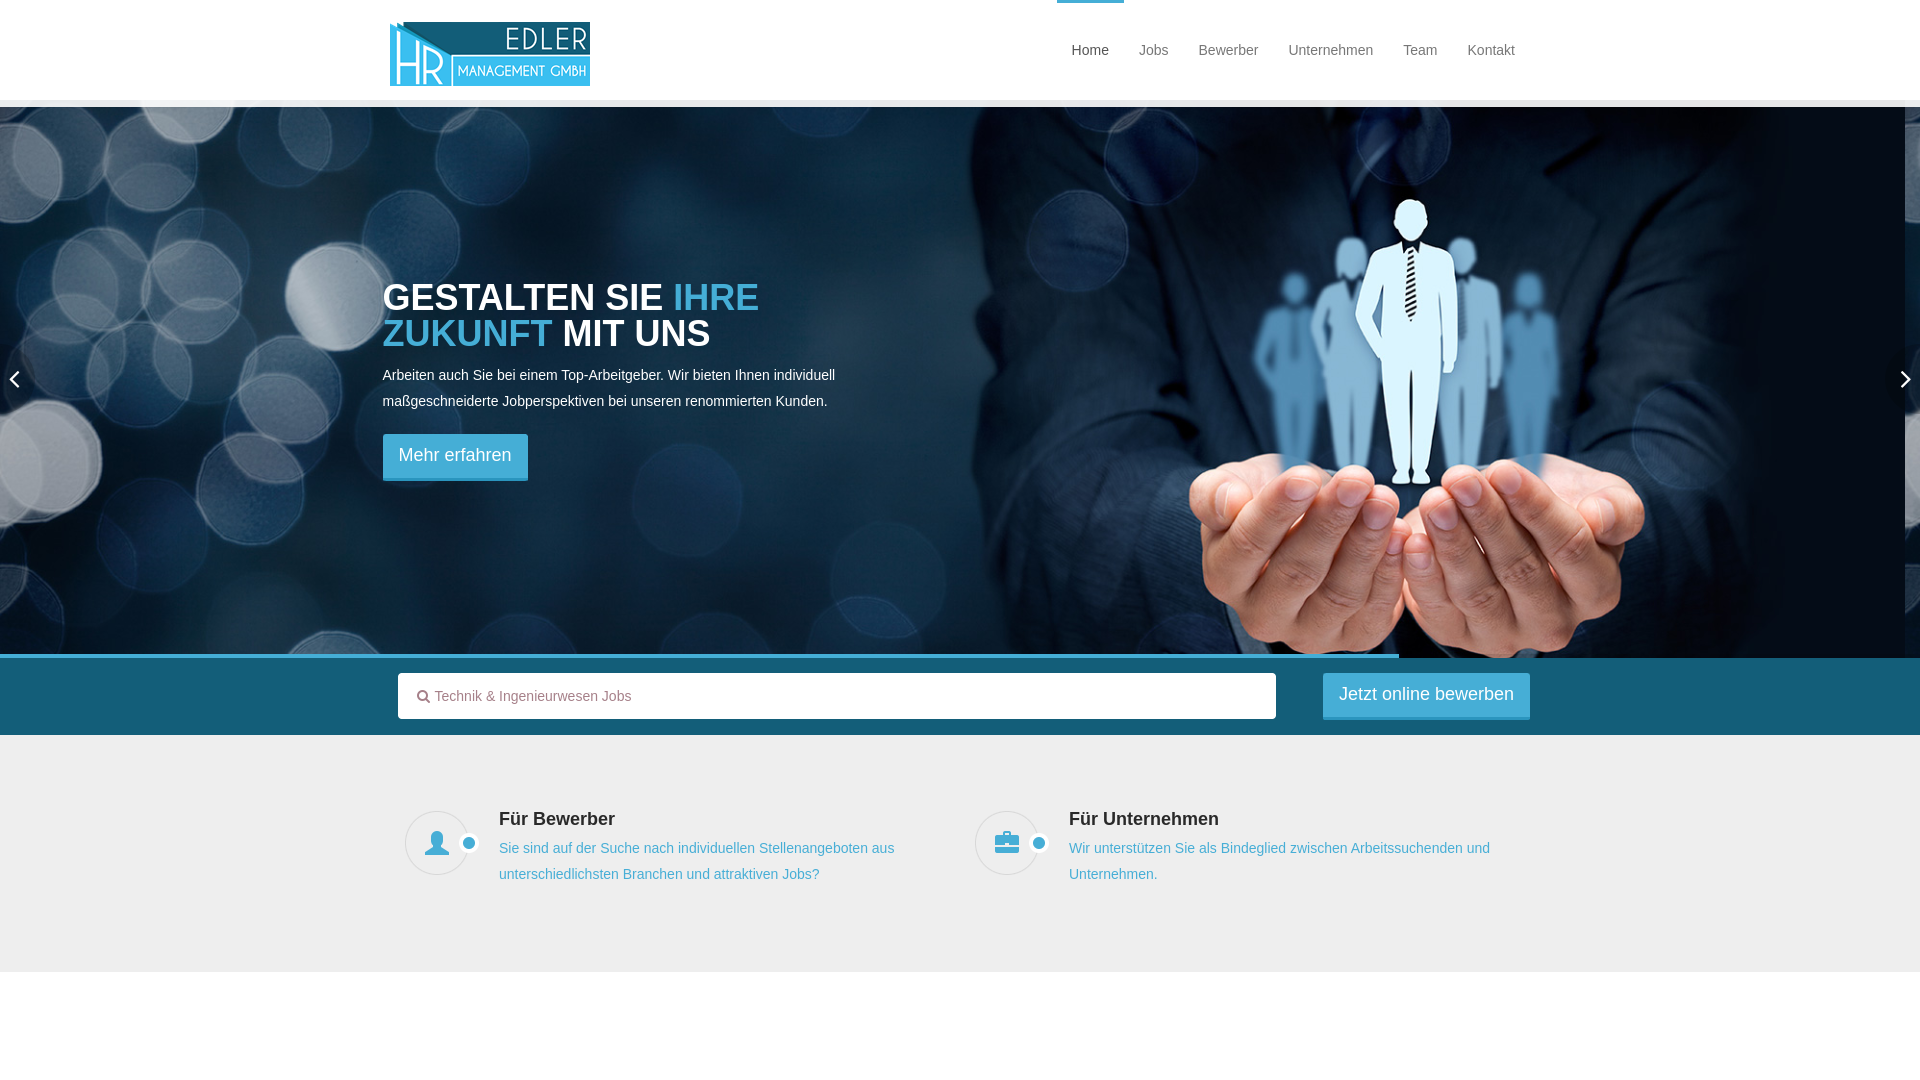 EDLER
HR MANAGEMENT GMBH
Home Jobs Bewerber Unternehmen Team Kontakt
GESTALTEN SIE IHRE
ZUKUNFT MIT UNS
Arbeiten auch Sie bei einem Top-Arbeitgeber. Wir bieten Ihnen individuell
maßgeschneiderte Jobperspektiven bei unseren renommierten Kunden.
Mehr erfahren
Technik & Ingenieurwesen Jobs
Jetzt online bewerben
Für Bewerber
Sie sind auf der Suche nach individuellen Stellenangeboten aus
unterschiedlichsten Branchen und attraktiven Jobs?
Für Unternehmen
Wir unterstützen Sie als Bindeglied zwischen Arbeitssuchenden und
Unternehmen.